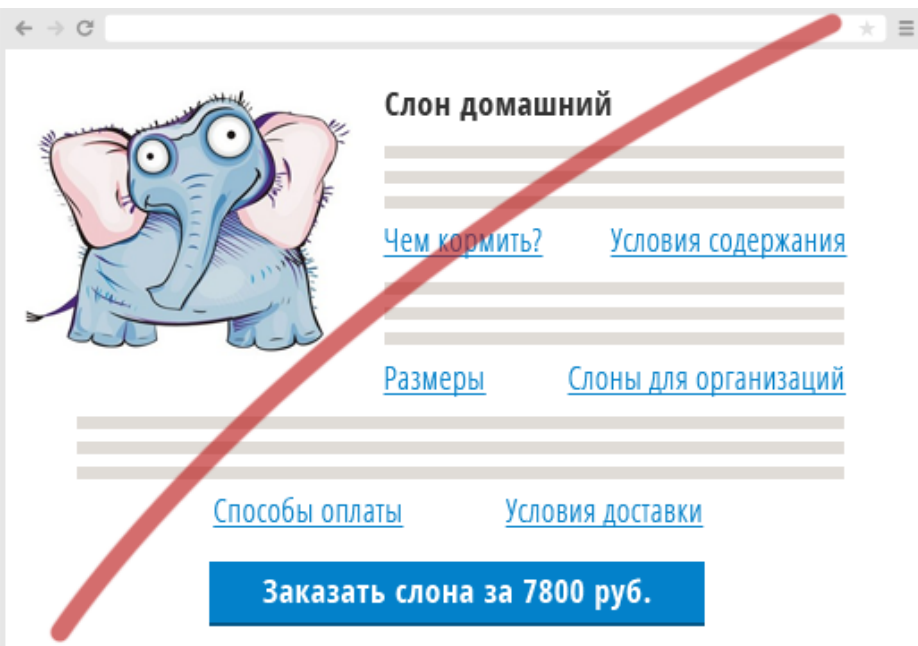 Слон домашний
Чем кормить? Условия содержания
Размеры Слоны для организаций
Способы оплаты Условия доставки
Заказать слона за 7800 руб.